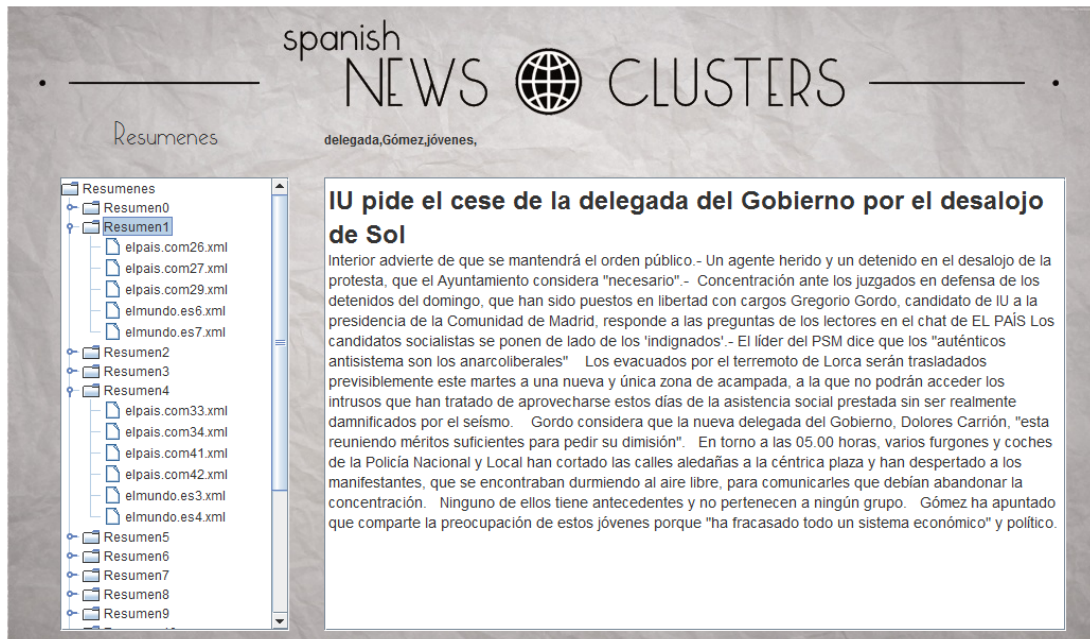 spanish
NEWS CLUSTERS
Resumenes
delegada,Gómez,jóvenes,
Resumenes
Resumen0
Resumen1
elpais.com26.xml
elpais.com27.xml
elpais.com29.xml
elmundo.es6.xml
elmundo.es7.xml
Resumen2
Resumen3
Resumen4
elpais.com33.xml
elpais.com34.xml
elpais.com41.xml
elpais.com42.xml
elmundo.es3.xml
elmundo.es4.xml
Resumen5
Resumen6
Resumen7
Resumen8
Resumen9
IU pide el cese de la delegada del Gobierno por el desalojo
de Sol
Interior advierte de que se mantendrá el orden público.- Un agente herido y un detenido en el desalojo de la
protesta, que el Ayuntamiento considera "necesario".- Concentración ante los juzgados en defensa de los
detenidos del domingo, que han sido puestos en libertad con cargos Gregorio Gordo, candidato de IU a la
presidencia de la Comunidad de Madrid, responde a las preguntas de los lectores en el chat de EL PAÍS Los
candidatos socialistas se ponen de lado de los 'indignados'.- El líder del PSM dice que los "auténticos
antisistema son los anarcoliberales" Los evacuados por el terremoto de Lorca serán trasladados
previsiblemente este martes a una nueva y única zona de acampada, a la que no podrán acceder los
intrusos que han tratado de aprovecharse estos días de la asistencia social prestada sin ser realmente
damnificados por el seísmo. Gordo considera que la nueva delegada del Gobierno, Dolores Carrión, "esta
reuniendo méritos suficientes para pedir su dimisión". En torno a las 05.00 horas, varios furgones y coches
de la Policía Nacional y Local han cortado las calles aledañas a la céntrica plaza y han despertado a los
manifestantes, que se encontraban durmiendo al aire libre, para comunicarles que debían abandonar la
concentración. Ninguno de ellos tiene antecedentes y no pertenecen a ningún grupo. Gómez ha apuntado
que comparte la preocupación de estos jóvenes porque "ha fracasado todo un sistema económico" y político.